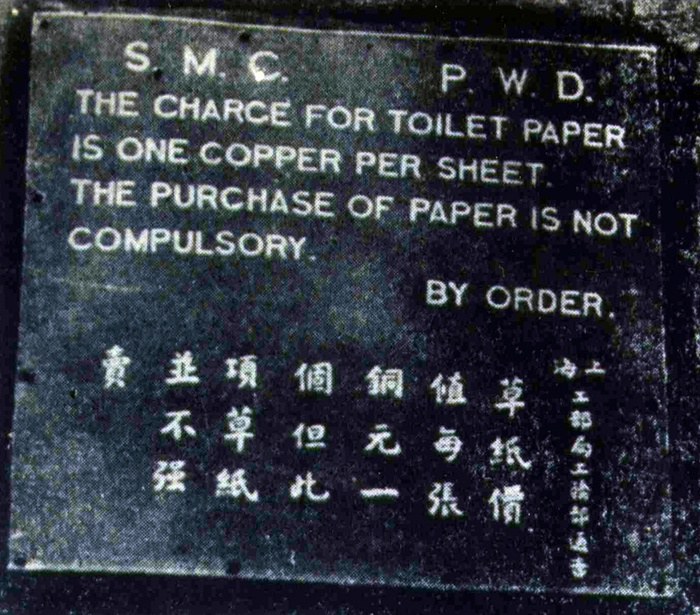 S. M. C. P. W. D.
THE CHARGE FOR TOILET PAPER
IS ONE COPPER PER SHEET.
THE PURCHASE OF PAPER IS NOT
COMPULSORY.
BY ORDER.
上海工部局工務部通告
草紙價
值每張
銅元一
個但此
項草紙
並不强
賣